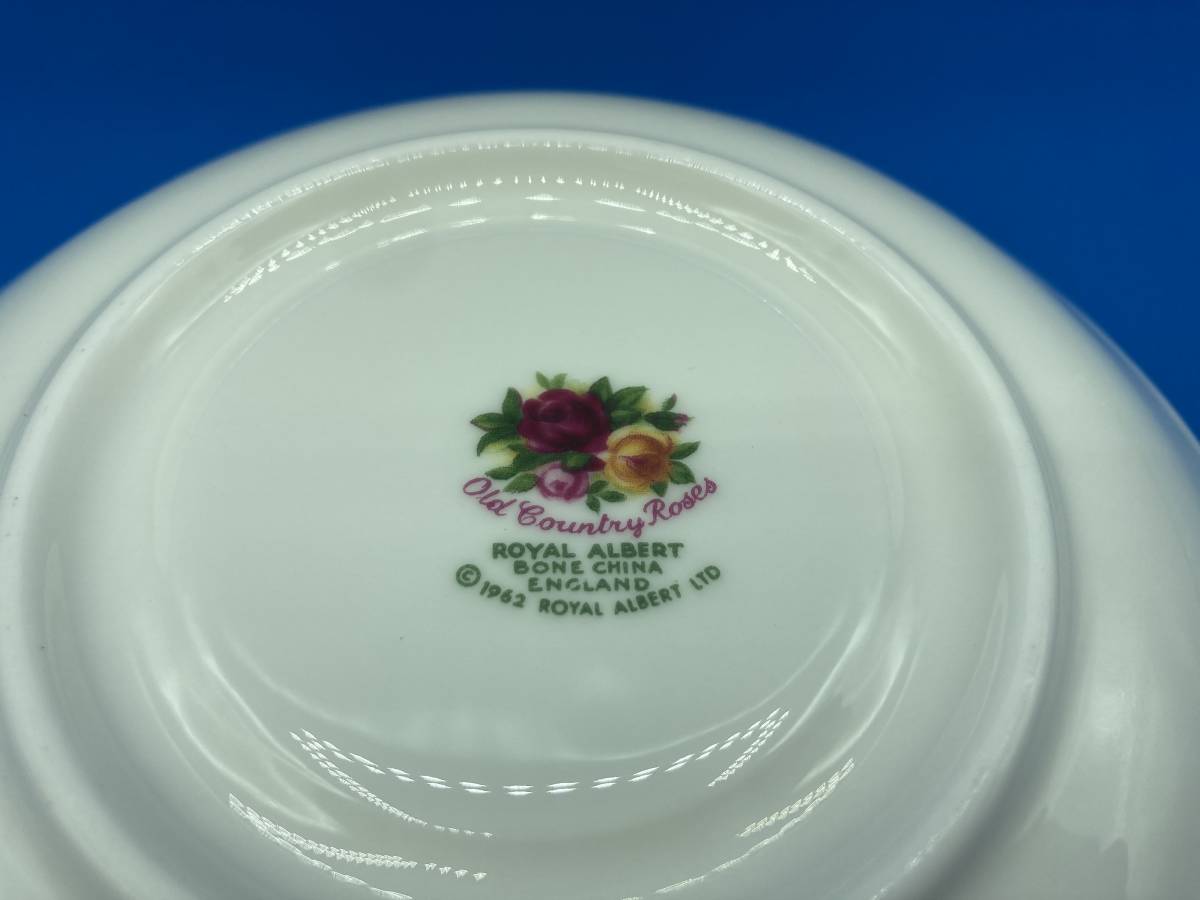 Old Country Roses
ROYAL ALBERT
BONE CHINA
ENGLAND
© 1962 ROYAL ALBERT LTD